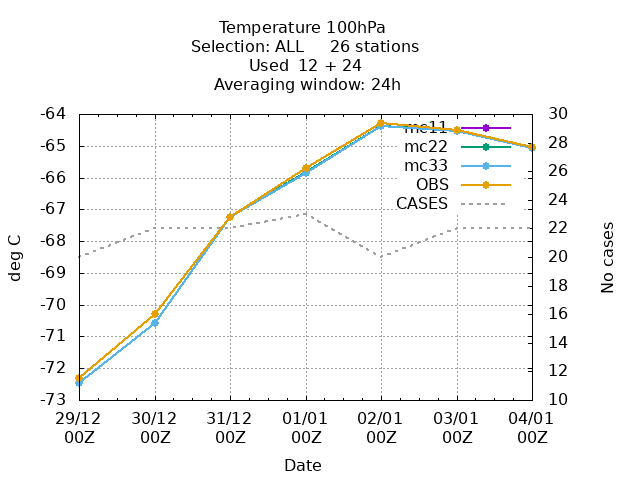 Temperature 100hPa
Selection: ALL     26 stations
Used  12 + 24
Averaging window: 24h
-64
-65
-66
-67
-68
-69
-70
-71
-72
-73
deg C
30
28
26
24
22
20
18
16
14
12
10
No cases
mc11
mc22
mc33
OBS
CASES
29/12 30/12 31/12 01/01 02/01 03/01 04/01
00Z 00Z 00Z 00Z 00Z 00Z 00Z
Date